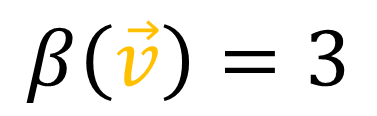 β(v⃗) = 3